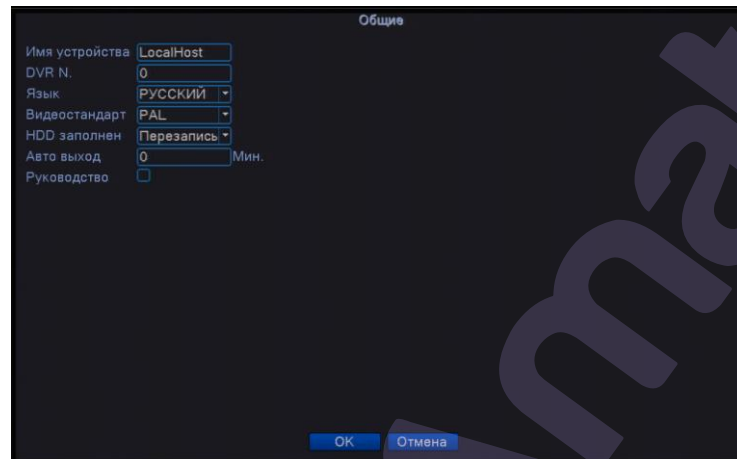 Общие
Имя устройства LocalHost
DVR N. 0
Язык РУССКИЙ
Видеостандарт PAL
HDD заполнен Перезапись
Авто выход 0 Мин.
Руководство
OK Отмена